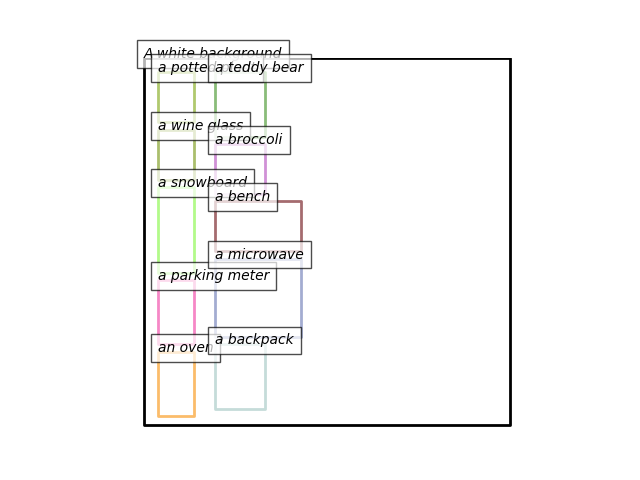 A white background
a potted plant
a teddy bear
a wine glass
a broccoli
a snowboard
a bench
a microwave
a parking meter
a backpack
an oven